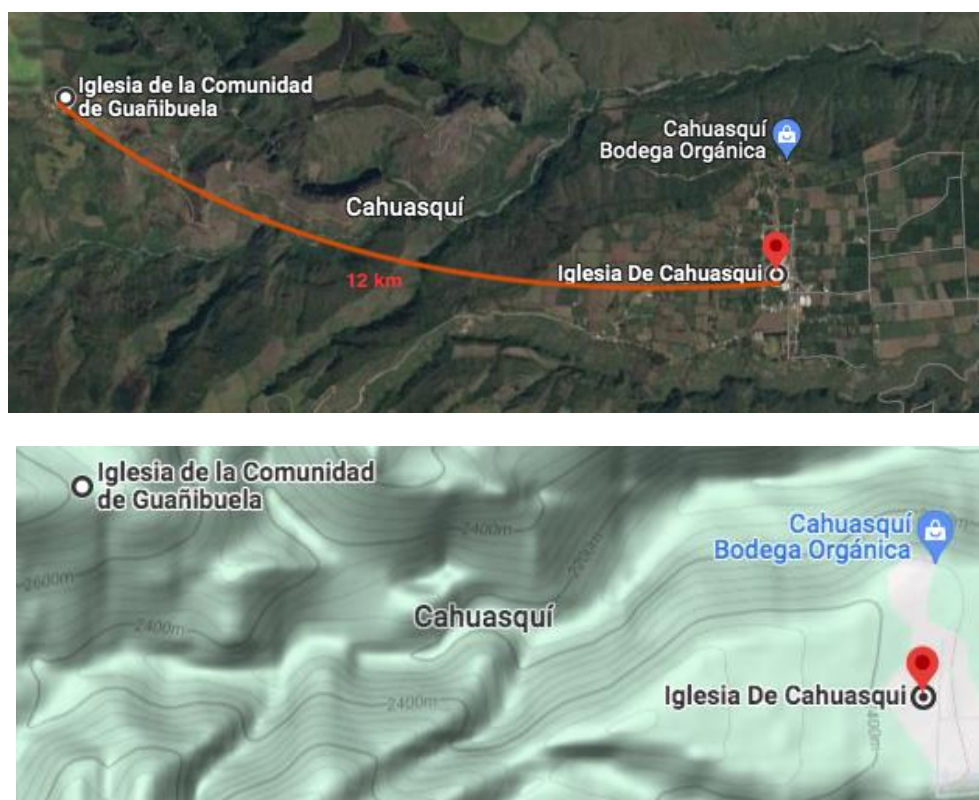 Iglesia de la Comunidad
de Guañibuela
Cahuasquí
Bodega Orgánica
Cahuasquí
Iglesia De Cahuasqui
12 km
Iglesia de la Comunidad
de Guañibuela
2400m
Cahuasquí
Bodega Orgánica
2200m
2600m
Cahuasquí
2400m
Iglesia De Cahuasqui
2400m
2400m